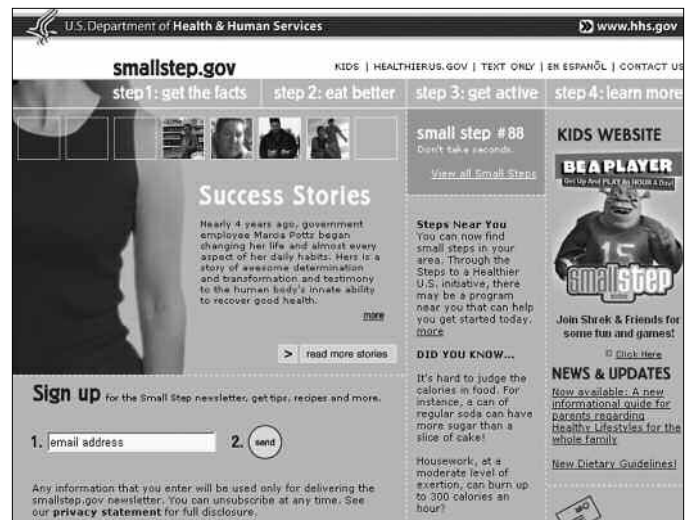 U.S. Department of Health & Human Services
www.hhs.gov
smallstep.gov
KIDS | HEALTHIERUS.GOV | TEXT ONLY | EN ESPANÕL | CONTACT US
step 1: get the facts
step 2: eat better
step 3: get active
step 4: learn more
Success Stories
Nearly 4 years ago, government
employee Marcia Potts began
changing her life and almost every
aspect of her daily habits. Hers is a
story of awesome determination
and transformation and testimony
to the human body's innate ability
to recover good health.
more
> read more stories
Sign up for the Small Step newsletter, get tips, recipes and more.
1. email address 2. send
Any information that you enter will be used only for delivering the
smallstep.gov newsletter. You can unsubscribe at any time. See
our privacy statement for full disclosure.
small step #88
Don't take seconds.
View all Small Steps
Steps Near You
You can now find
small steps in your
area. Through the
Steps to a Healthier
U.S. initiative, there
may be a program
near you that can help
you get started today.
more
DID YOU KNOW...
It's hard to judge the
calories in food. For
instance, a can of
regular soda can have
more sugar than a
slice of cake!
Housework, at a
moderate level of
exertion, can burn up
to 300 calories an
hour?
KIDS WEBSITE
BE A PLAYER
Get Up And PLAY An HOUR A Day!
15
smallstep
Join Shrek & Friends for
some fun and games!
Click Here
NEWS & UPDATES
Now available: A new
informational guide for
parents regarding
Healthy Lifestyles for the
whole family
New Dietary Guidelines!